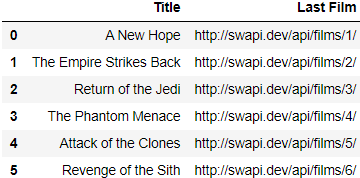 Title Last Film
0 A New Hope http://swapi.dev/api/films/1/
1 The Empire Strikes Back http://swapi.dev/api/films/2/
2 Return of the Jedi http://swapi.dev/api/films/3/
3 The Phantom Menace http://swapi.dev/api/films/4/
4 Attack of the Clones http://swapi.dev/api/films/5/
5 Revenge of the Sith http://swapi.dev/api/films/6/